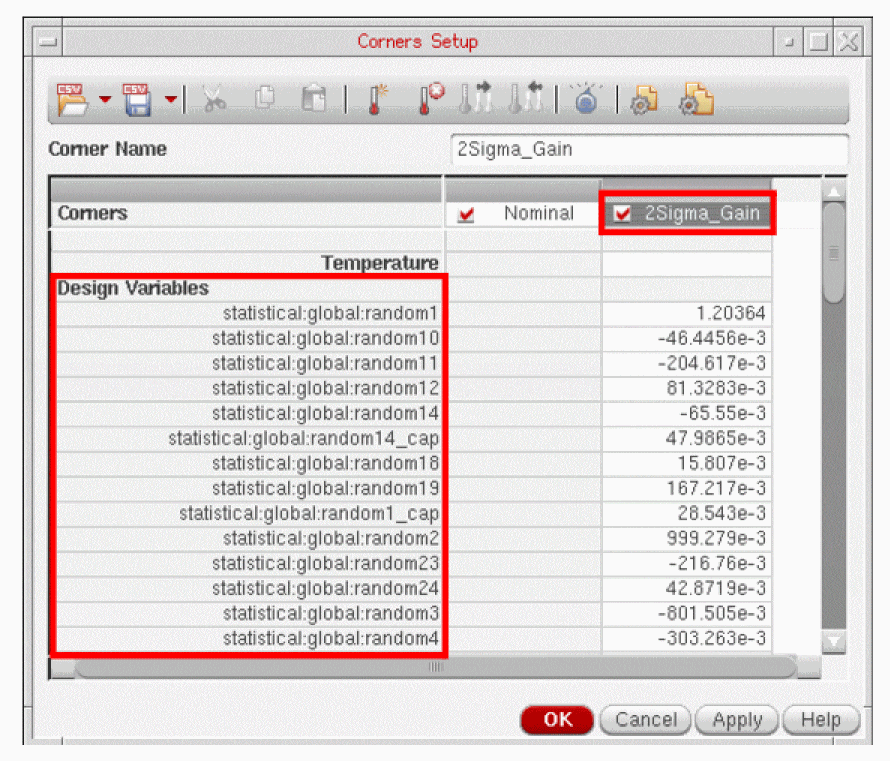 Corners Setup
CSV CSV
Corner Name 2Sigma_Gain
Corners Nominal 2Sigma_Gain
Temperature
Design Variables
statistical:global:random1 1.20364
statistical:global:random10 -46.4456e-3
statistical:global:random11 -204.617e-3
statistical:global:random12 81.3283e-3
statistical:global:random14 -65.55e-3
statistical:global:random14_cap 47.9865e-3
statistical:global:random18 15.807e-3
statistical:global:random19 167.217e-3
statistical:global:random1_cap 28.543e-3
statistical:global:random2 999.279e-3
statistical:global:random23 -216.76e-3
statistical:global:random24 42.8719e-3
statistical:global:random3 -801.505e-3
statistical:global:random4 -303.263e-3
OK Cancel Apply Help